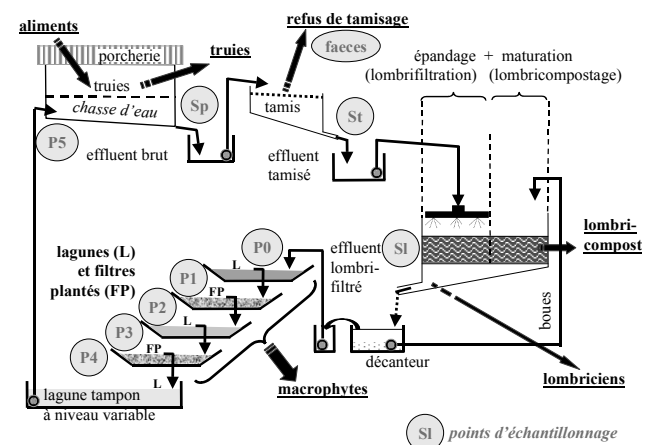 aliments
porcherie
truies
truies
chasse d'eau
P5
Sp
effluent brut
refus de tamisage
faeces
tamis
St
effluent
tamisé
épandage + maturation
(lombrifiltration) (lombricompostage)
lombri-
compost
Sl
effluent
lombri-
filtré
boues
décanteur
lombriciens
lagunes (L)
et filtres
plantés (FP)
P0
L
P1
FP
P2
L
P3
FP
P4
L
macrophytes
lagune tampon
à niveau variable
Sl points d'échantillonnage